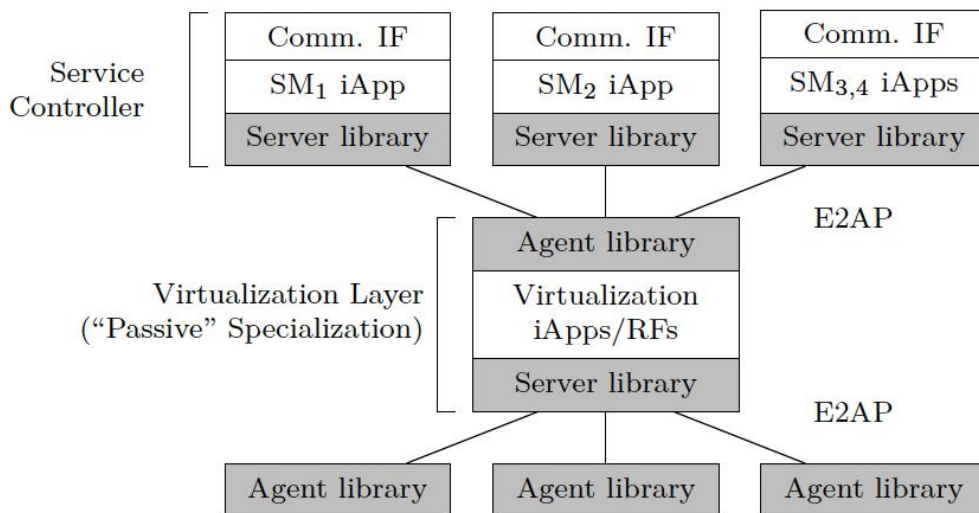 Comm. IF
Comm. IF
Comm. IF
Service
Controller
SM₁ iApp
SM₂ iApp
SM₃,₄ iApps
Server library
Server library
Server library
E2AP
Agent library
Virtualization Layer
(“Passive” Specialization)
Virtualization
iApps/RFs
Server library
E2AP
Agent library
Agent library
Agent library